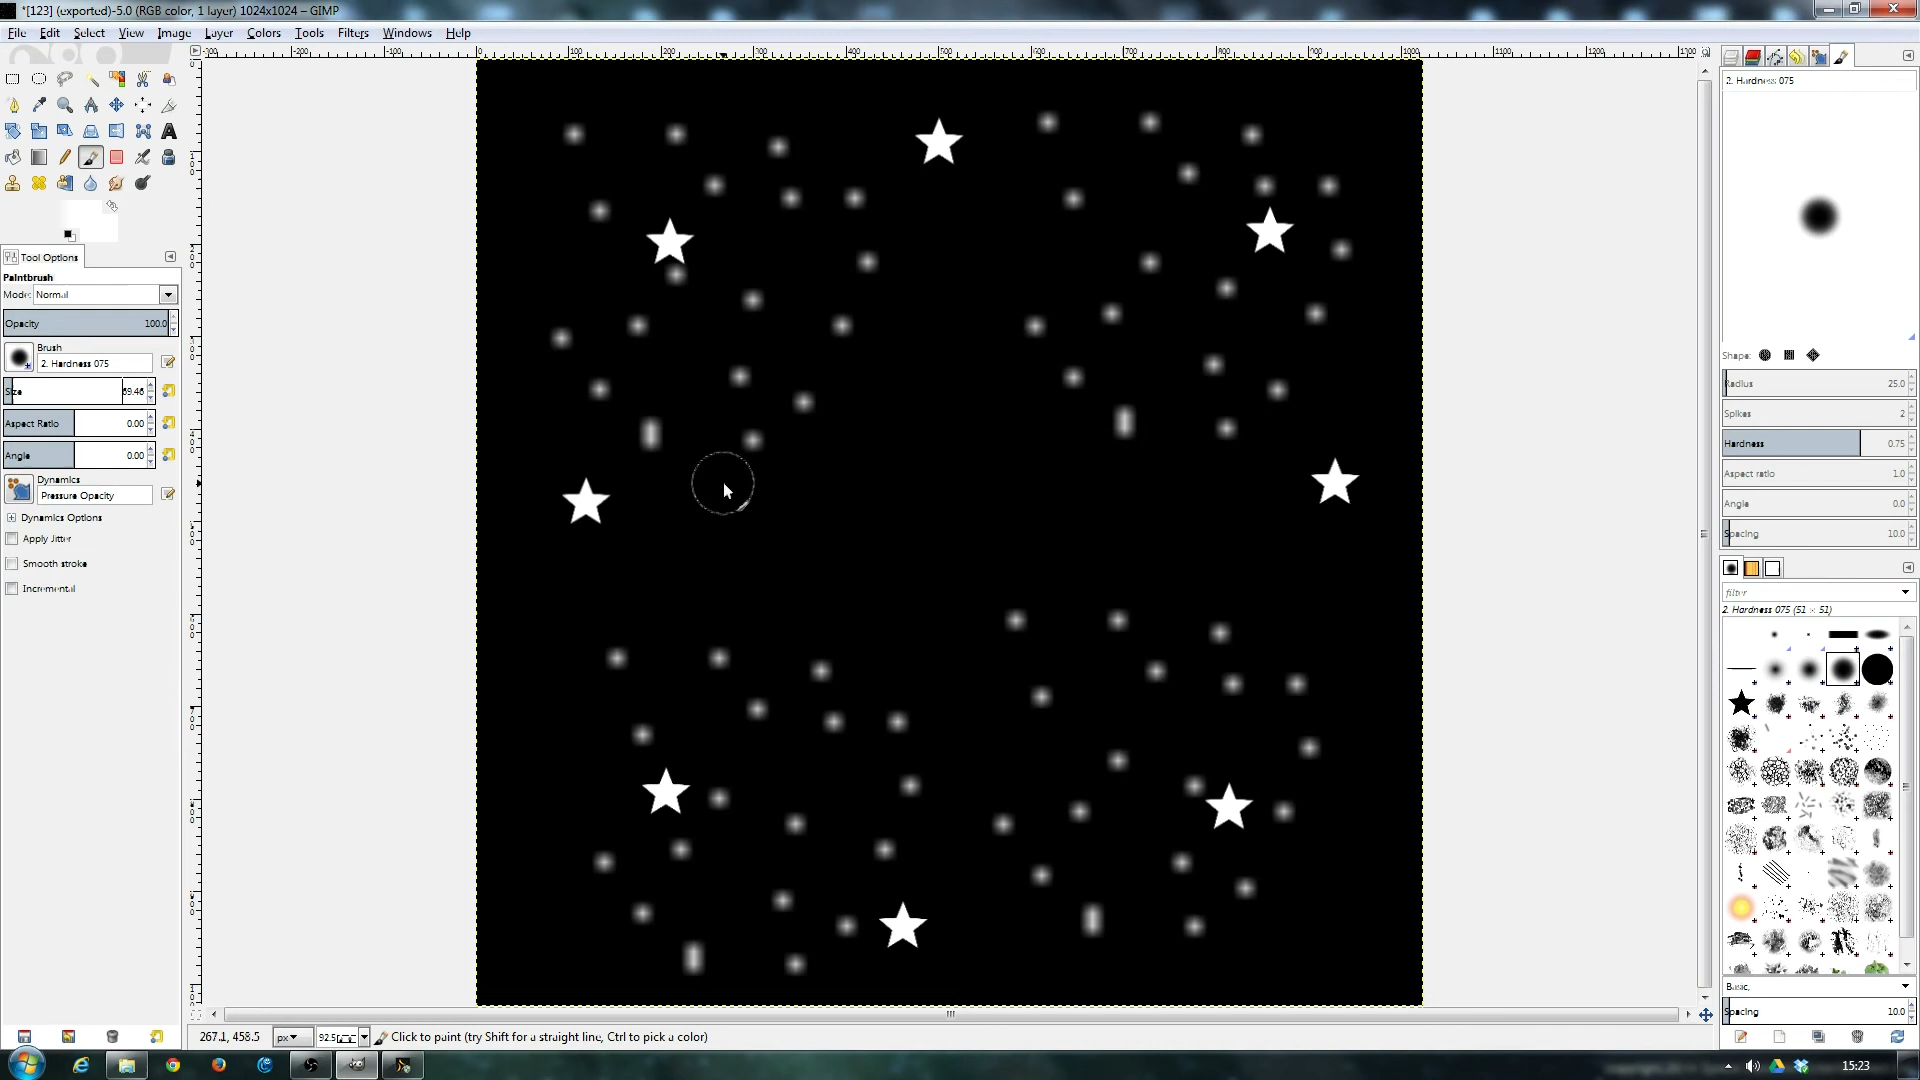 *[123] (exported)-5.0 (RGB color, 1 layer) 1024x1024 – GIMP
File Edit Select View Image Layer Colors Tools Filters Windows Help
2. Hardness 075
Tool Options
Paintbrush
Mode: Normal
Opacity 100.0
Brush
2. Hardness 075
Size 69.46
Aspect Ratio 0.00
Angle 0.00
Dynamics
Pressure Opacity
Dynamics Options
Apply Jitter
Smooth stroke
Incremental
Shape:
Radius 25.0
Spikes 2
Hardness 0.75
Aspect ratio 1.0
Angle 0.0
Spacing 10.0
filter
2. Hardness 075 (51 × 51)
Basic,
Spacing 10.0
267.1, 458.5 px 92.5 Click to paint (try Shift for a straight line, Ctrl to pick a color)
15:23